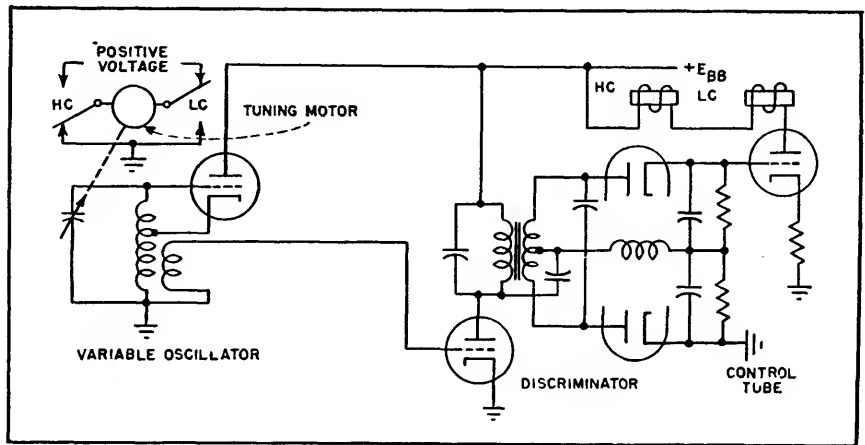 POSITIVE
VOLTAGE
HC
LC
TUNING MOTOR
+EBB
HC
LC
VARIABLE OSCILLATOR
DISCRIMINATOR
CONTROL
TUBE